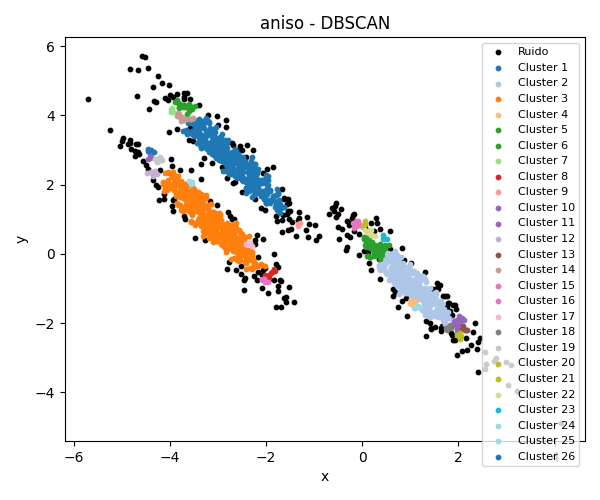 aniso - DBSCAN
6
4
2
0
−2
−4
y
−6
−4
−2
0
2
x
Ruido
Cluster 1
Cluster 2
Cluster 3
Cluster 4
Cluster 5
Cluster 6
Cluster 7
Cluster 8
Cluster 9
Cluster 10
Cluster 11
Cluster 12
Cluster 13
Cluster 14
Cluster 15
Cluster 16
Cluster 17
Cluster 18
Cluster 19
Cluster 20
Cluster 21
Cluster 22
Cluster 23
Cluster 24
Cluster 25
Cluster 26